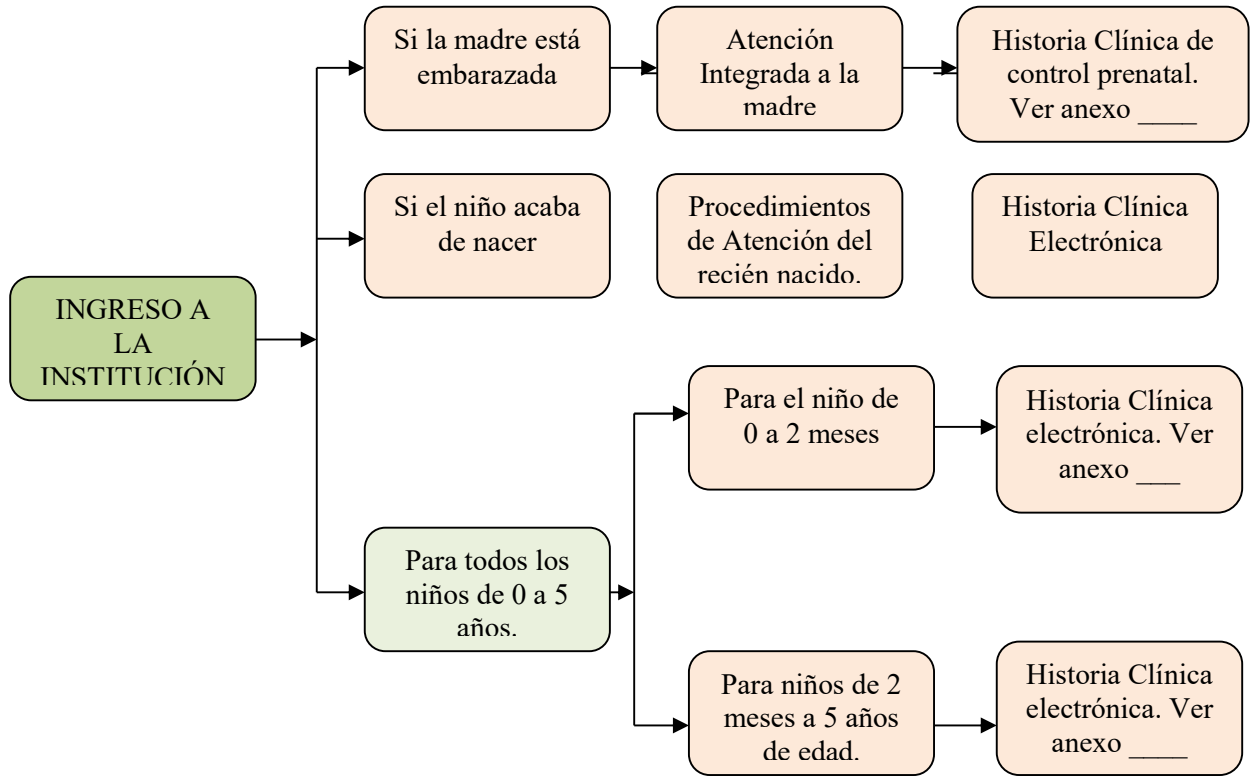 Si la madre está
embarazada
Atención
Integrada a la
madre
Historia Clínica de
control prenatal.
Ver anexo ____
Si el niño acaba
de nacer
Procedimientos
de Atención del
recién nacido.
Historia Clínica
Electrónica
INGRESO A
LA
INSTITUCIÓN
Para el niño de
0 a 2 meses
Historia Clínica
electrónica. Ver
anexo ___
Para todos los
niños de 0 a 5
años.
Para niños de 2
meses a 5 años
de edad.
Historia Clínica
electrónica. Ver
anexo ____